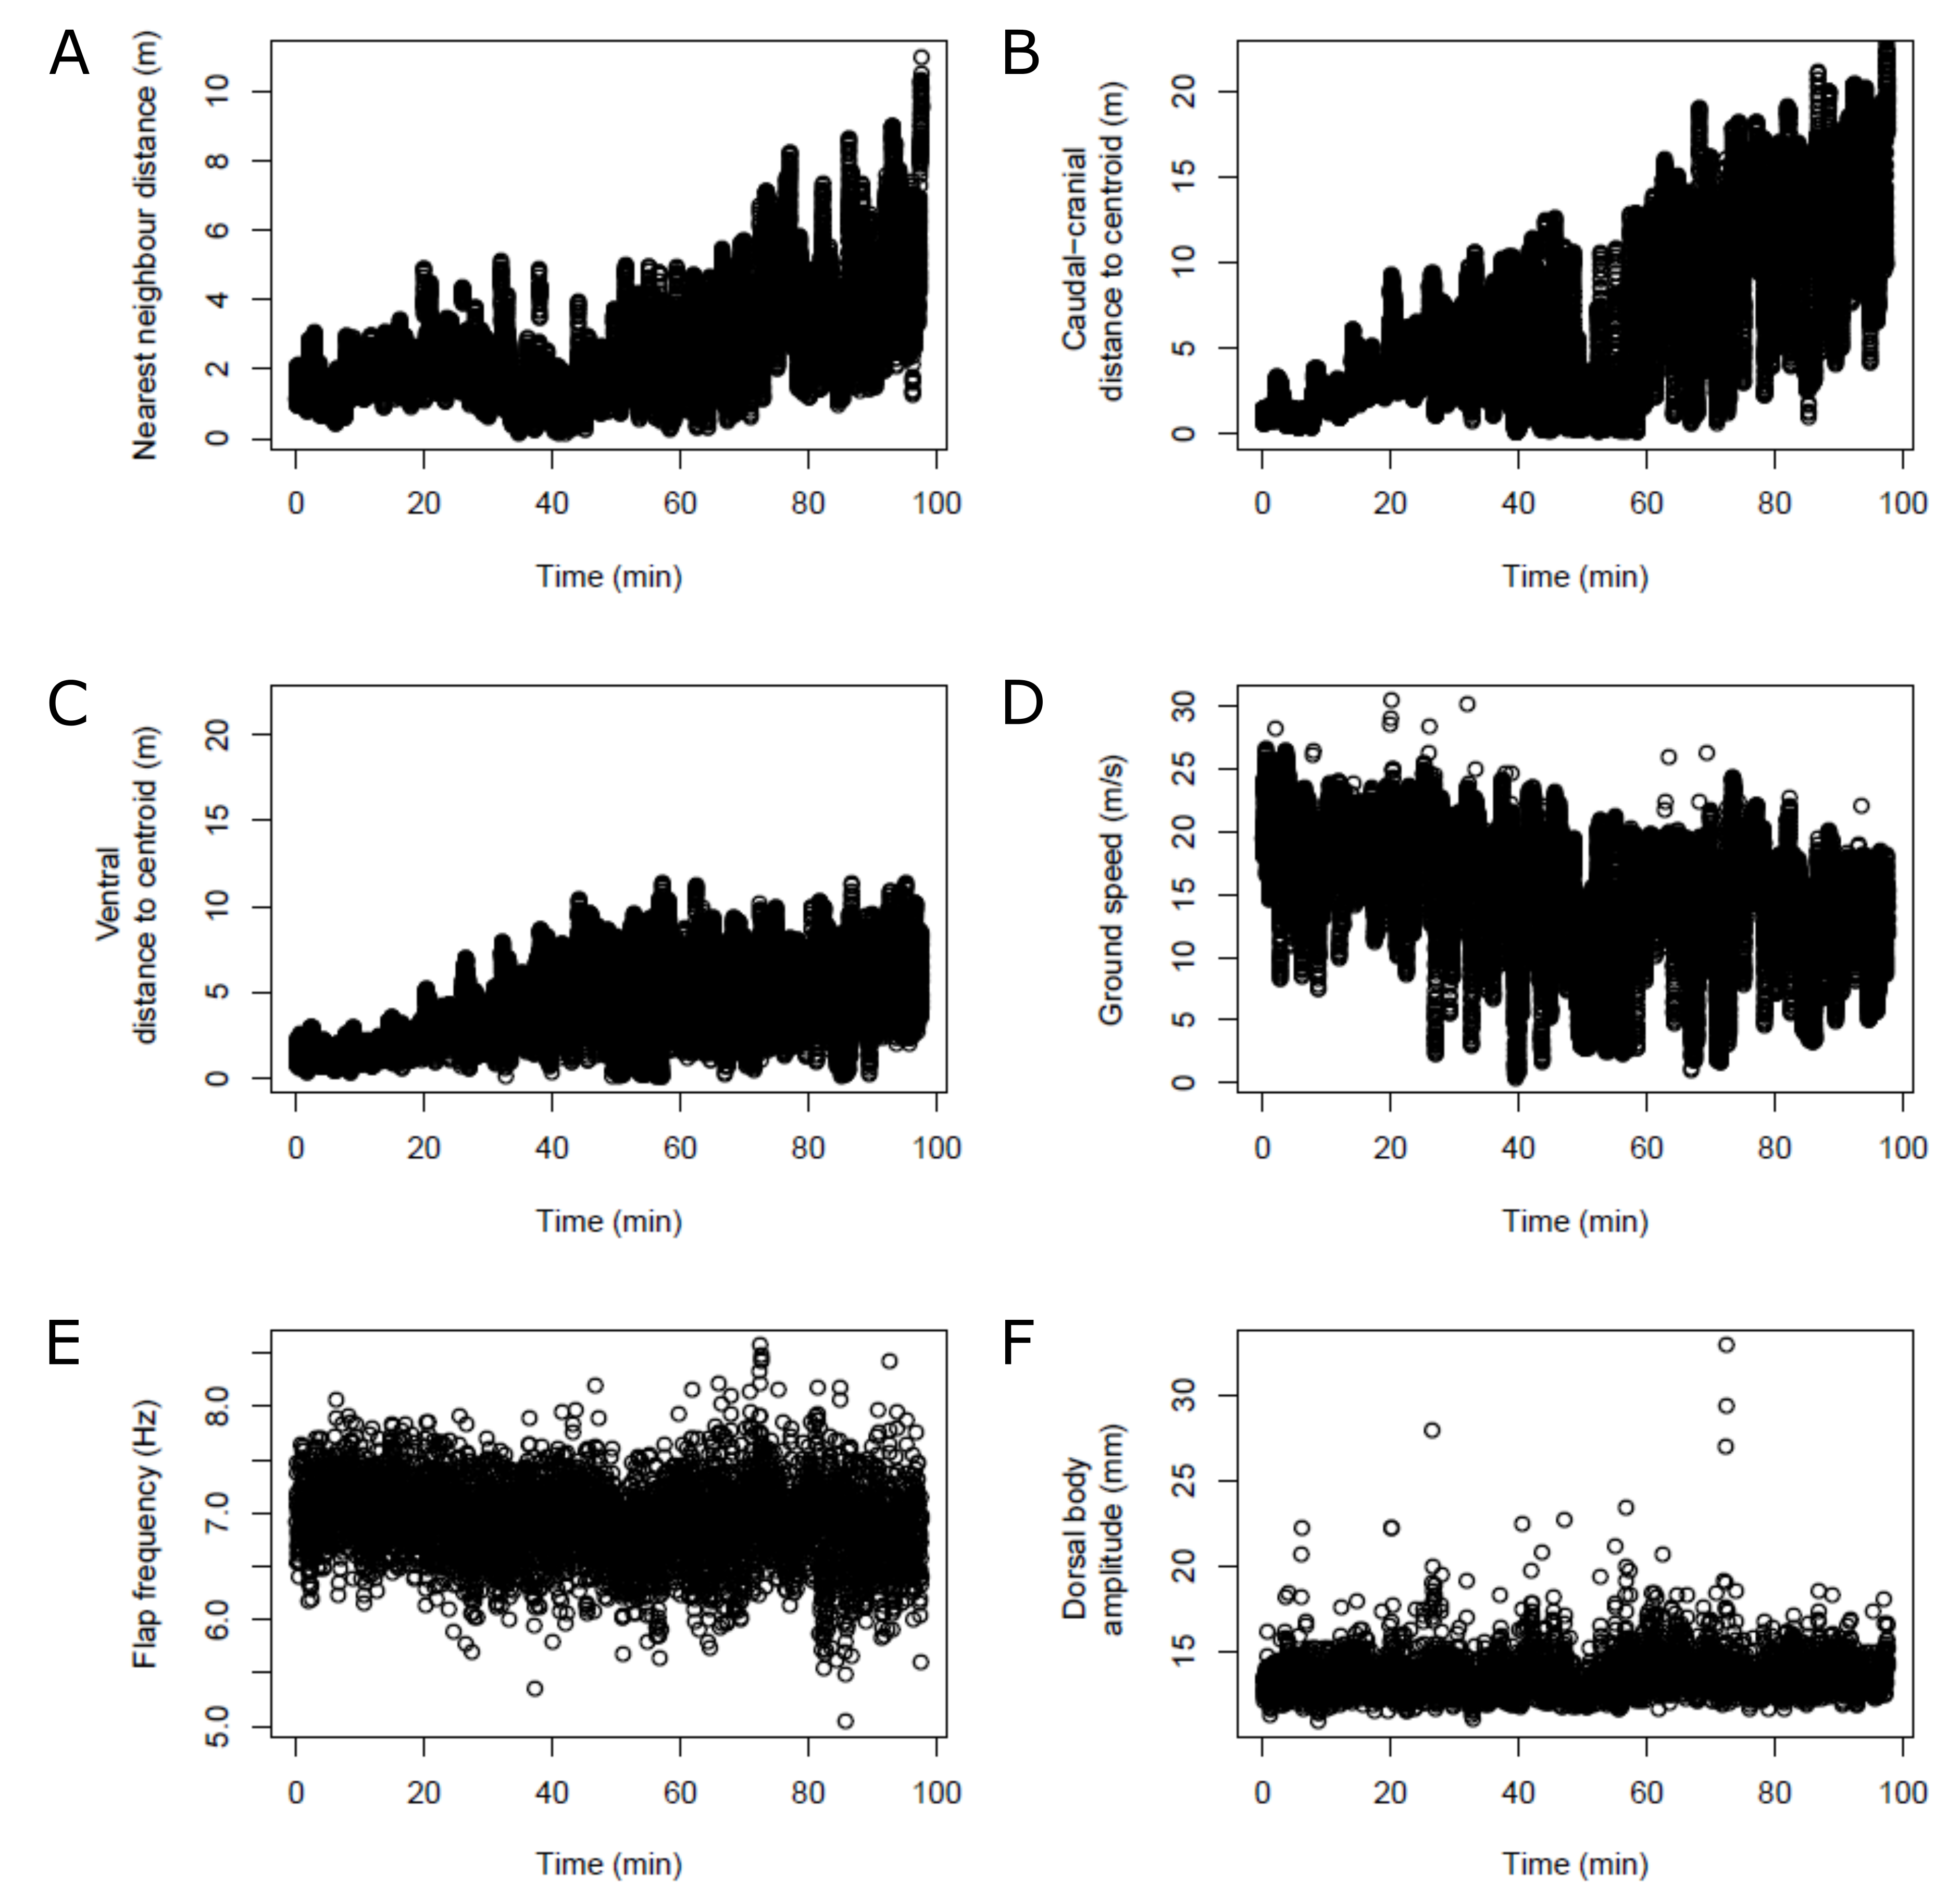 A
Nearest neighbour distance (m)
0 2 4 6 8 10
0 20 40 60 80 100
Time (min)
B
Caudal−cranial
distance to centroid (m)
0 5 10 15 20
0 20 40 60 80 100
Time (min)
C
Ventral
distance to centroid (m)
0 5 10 15 20
0 20 40 60 80 100
Time (min)
D
Ground speed (m/s)
0 5 10 15 20 25 30
0 20 40 60 80 100
Time (min)
E
Flap frequency (Hz)
5.0 6.0 7.0 8.0
0 20 40 60 80 100
Time (min)
F
Dorsal body
amplitude (mm)
15 20 25 30
0 20 40 60 80 100
Time (min)